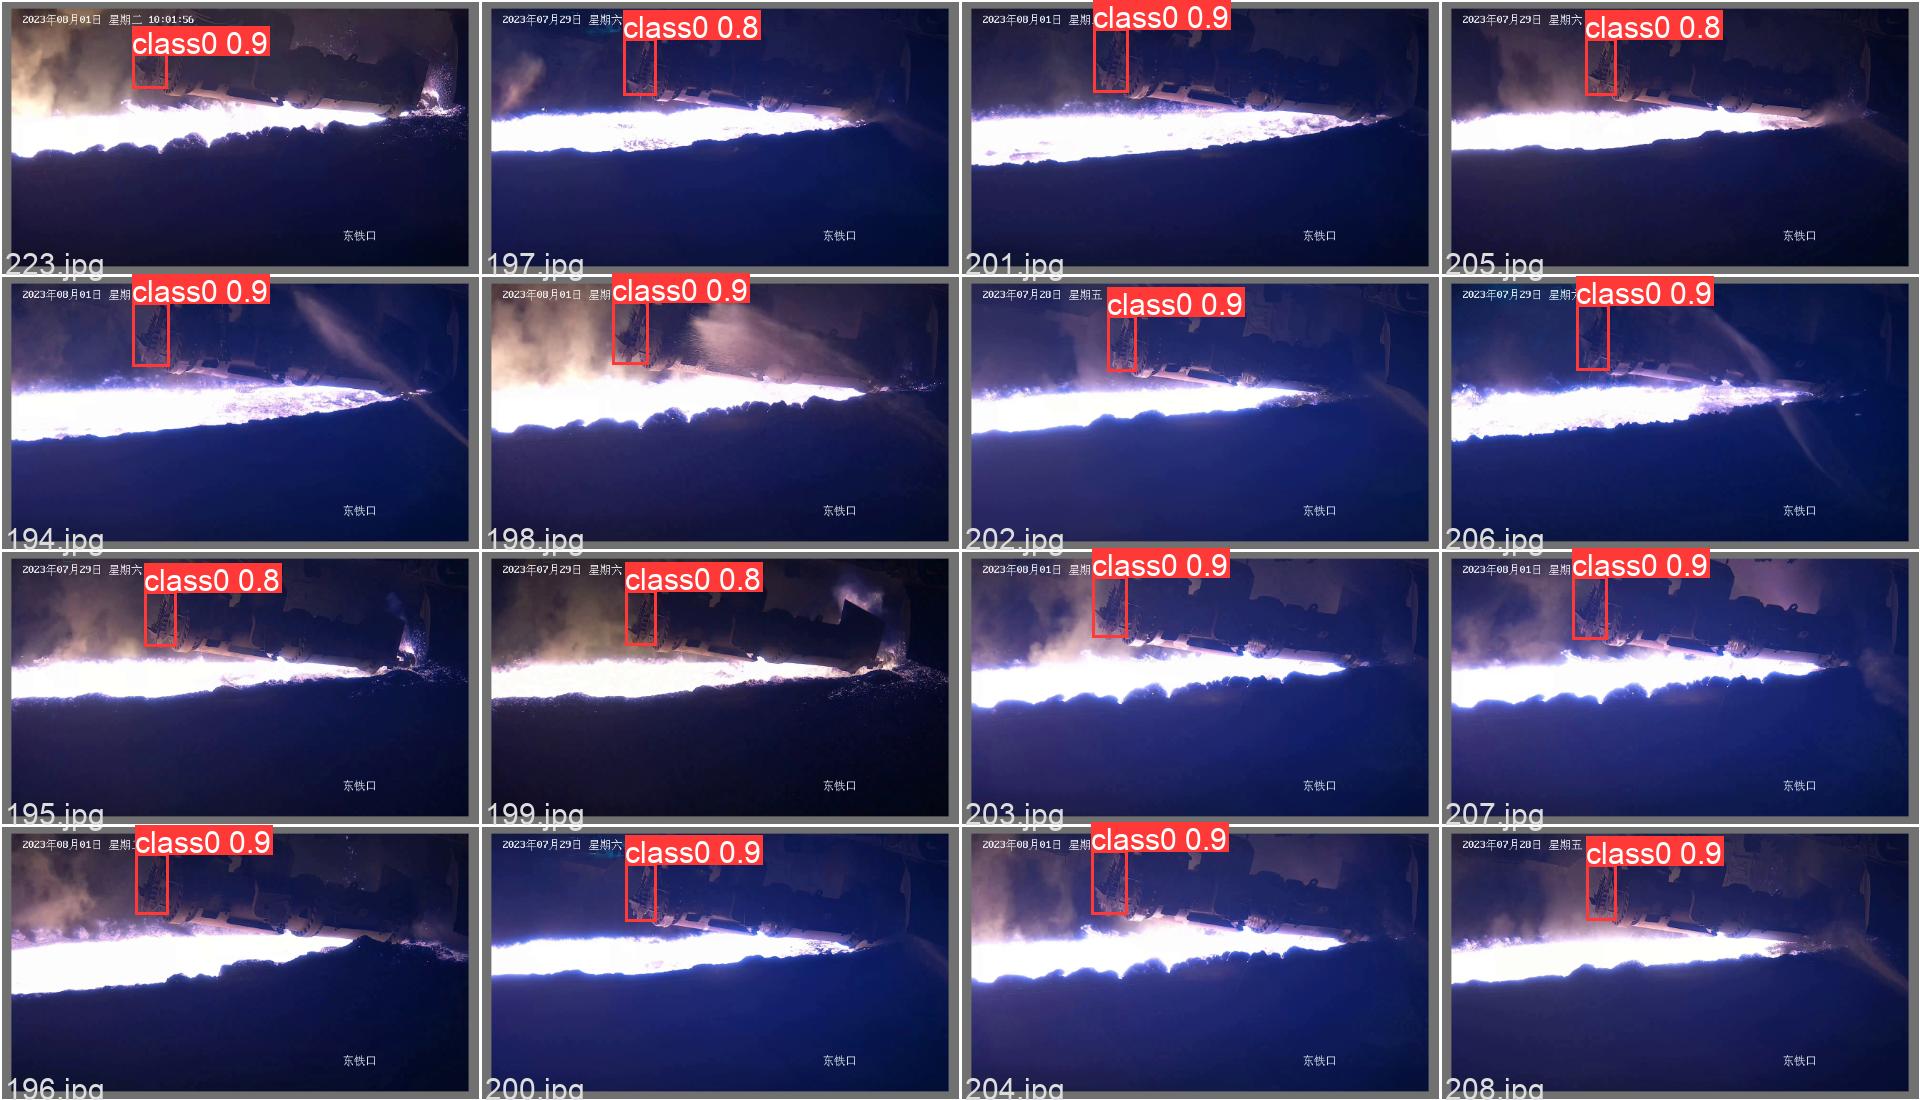 2023年08月01日 星期二 10:01:56
class0 0.9
东铁口
223.jpg
2023年07月29日 星期六
class0 0.8
东铁口
197.jpg
2023年08月01日 星期
class0 0.9
东铁口
201.jpg
2023年07月29日 星期六
class0 0.8
东铁口
205.jpg
2023年08月01日 星期
class0 0.9
东铁口
194.jpg
2023年08月01日 星期
class0 0.9
东铁口
198.jpg
2023年07月28日 星期五
class0 0.9
东铁口
202.jpg
2023年07月29日 星期六
class0 0.9
东铁口
206.jpg
2023年07月29日 星期六
class0 0.8
东铁口
195.jpg
2023年07月29日 星期六
class0 0.8
东铁口
199.jpg
2023年08月01日 星期
class0 0.9
东铁口
203.jpg
2023年08月01日 星期
class0 0.9
东铁口
207.jpg
2023年08月01日 星期
class0 0.9
东铁口
196.jpg
2023年07月29日 星期六
class0 0.9
东铁口
200.jpg
2023年08月01日 星期
class0 0.9
东铁口
204.jpg
2023年07月28日 星期五
class0 0.9
东铁口
208.jpg